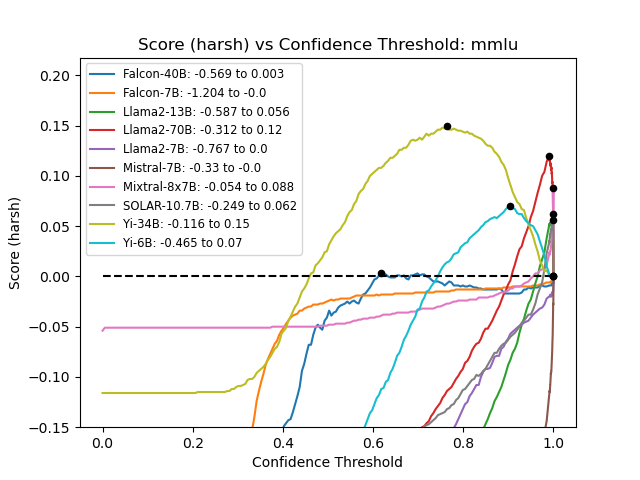 Score (harsh) vs Confidence Threshold: mmlu
Falcon-40B: -0.569 to 0.003
Falcon-7B: -1.204 to -0.0
Llama2-13B: -0.587 to 0.056
Llama2-70B: -0.312 to 0.12
Llama2-7B: -0.767 to 0.0
Mistral-7B: -0.33 to -0.0
Mixtral-8x7B: -0.054 to 0.088
SOLAR-10.7B: -0.249 to 0.062
Yi-34B: -0.116 to 0.15
Yi-6B: -0.465 to 0.07
Score (harsh)
0.20
0.15
0.10
0.05
0.00
−0.05
−0.10
−0.15
0.0 0.2 0.4 0.6 0.8 1.0
Confidence Threshold